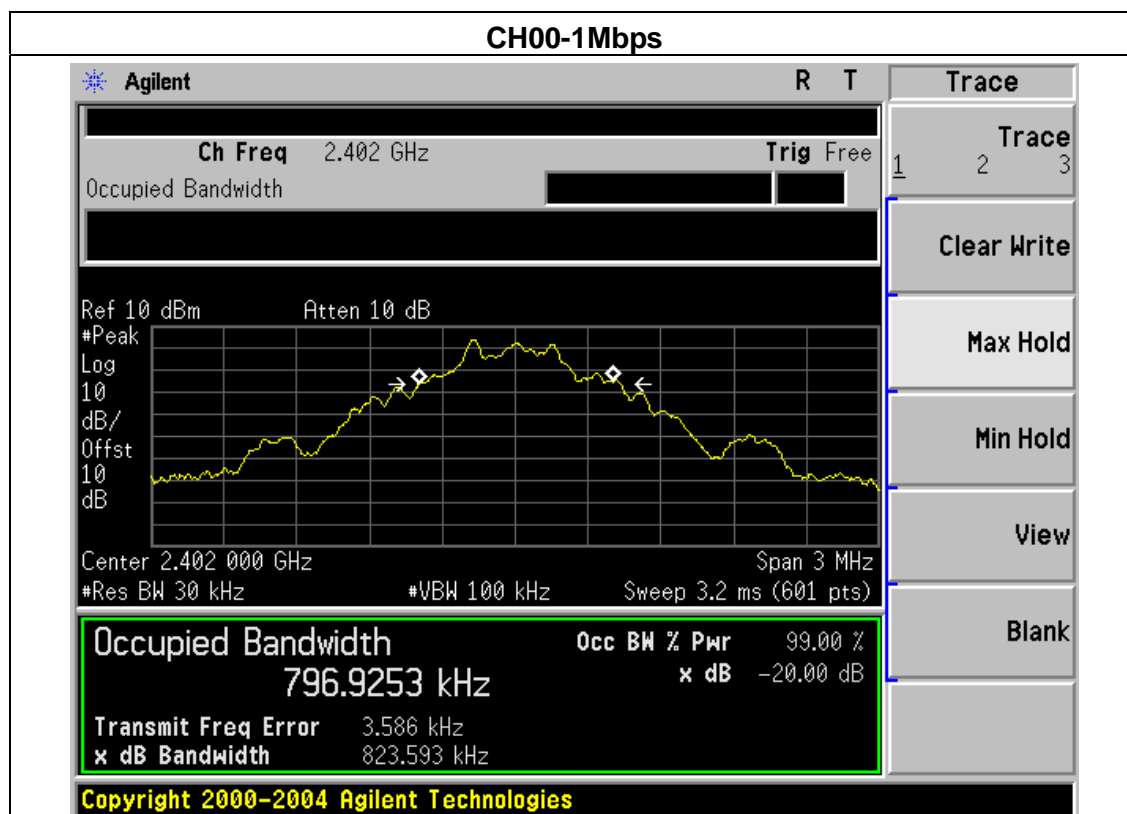 CH00-1Mbps
Agilent R T Trace
Ch Freq 2.402 GHz Trig Free
Occupied Bandwidth
Trace
1 2 3
Clear Write
Max Hold
Min Hold
View
Blank
Ref 10 dBm Atten 10 dB
#Peak
Log
10
dB/
Offst
10
dB
Center 2.402 000 GHz Span 3 MHz
#Res BW 30 kHz #VBW 100 kHz Sweep 3.2 ms (601 pts)
Occupied Bandwidth Occ BW % Pwr 99.00 %
796.9253 kHz x dB -20.00 dB
Transmit Freq Error 3.586 kHz
x dB Bandwidth 823.593 kHz
Copyright 2000-2004 Agilent Technologies